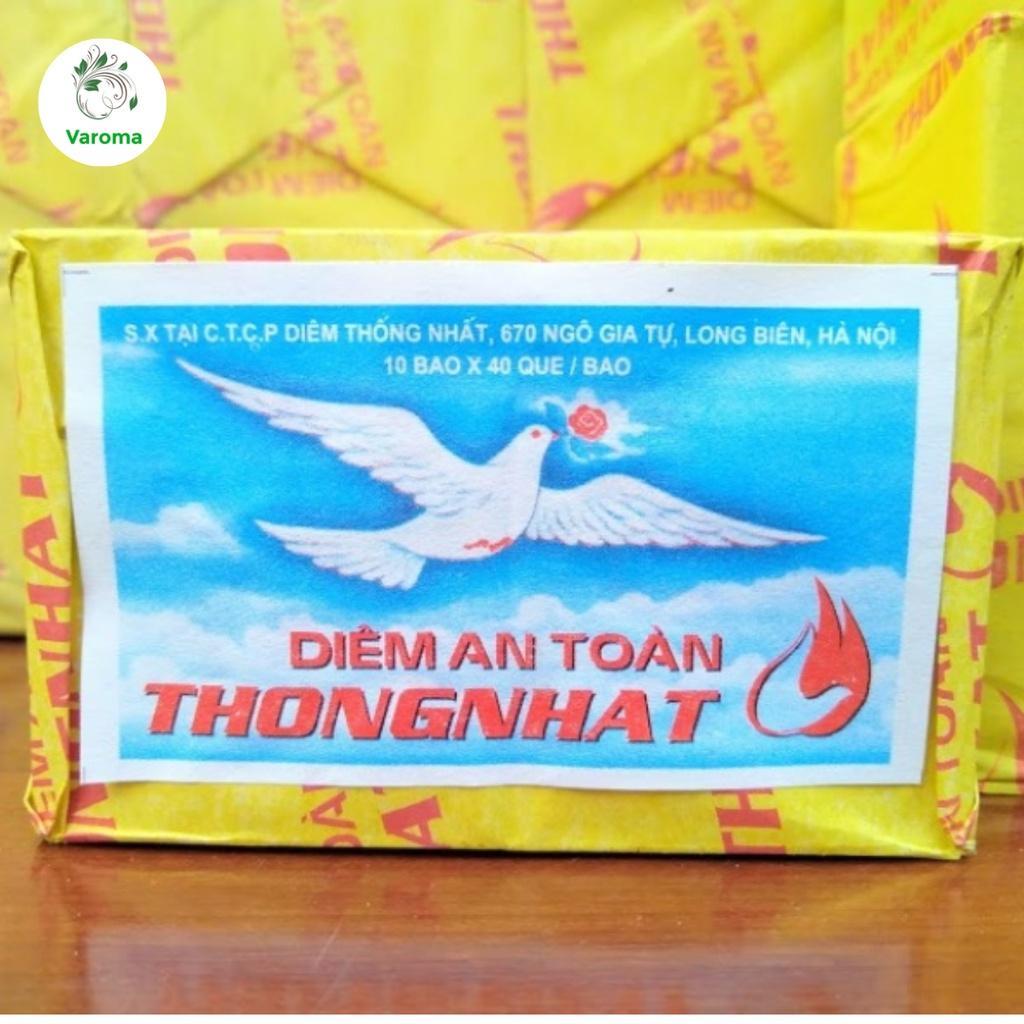 Varoma
S.X TẠI C.T.C.P DIÊM THỐNG NHẤT, 670 NGÔ GIA TỰ, LONG BIÊN, HÀ NỘI
10 BAO X 40 QUE / BAO
DIÊM AN TOÀN
THONGNHAT